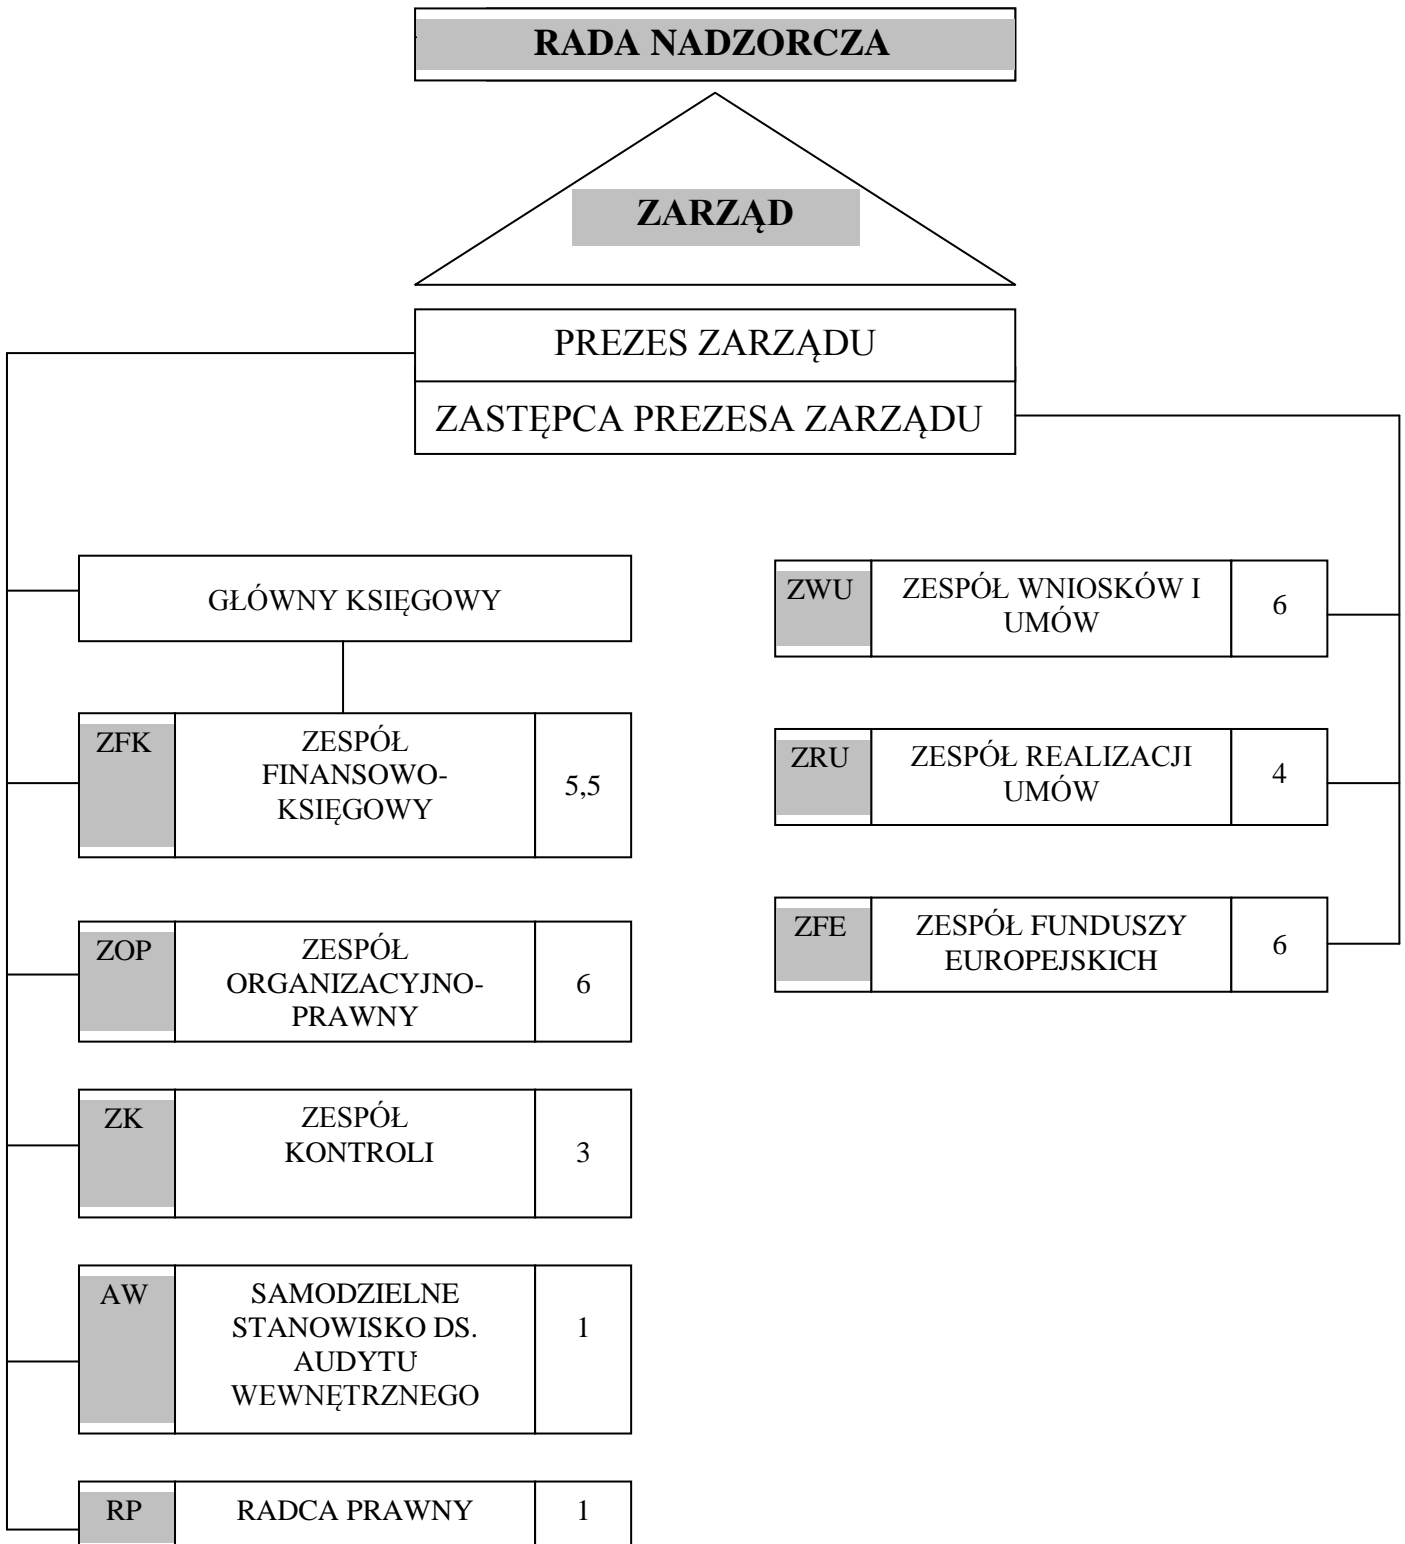 RADA NADZORCZA
ZARZĄD
PREZES ZARZĄDU
ZASTĘPCA PREZESA ZARZĄDU
GŁÓWNY KSIĘGOWY
ZFK
ZESPÓŁ
FINANSOWO-
KSIĘGOWY
5,5
ZOP
ZESPÓŁ
ORGANIZACYJNO-
PRAWNY
6
ZK
ZESPÓŁ
KONTROLI
3
AW
SAMODZIELNE
STANOWISKO DS.
AUDYTU
WEWNĘTRZNEGO
1
RP
RADCA PRAWNY
1
ZWU
ZESPÓŁ WNIOSKÓW I
UMÓW
6
ZRU
ZESPÓŁ REALIZACJI
UMÓW
4
ZFE
ZESPÓŁ FUNDUSZY
EUROPEJSKICH
6